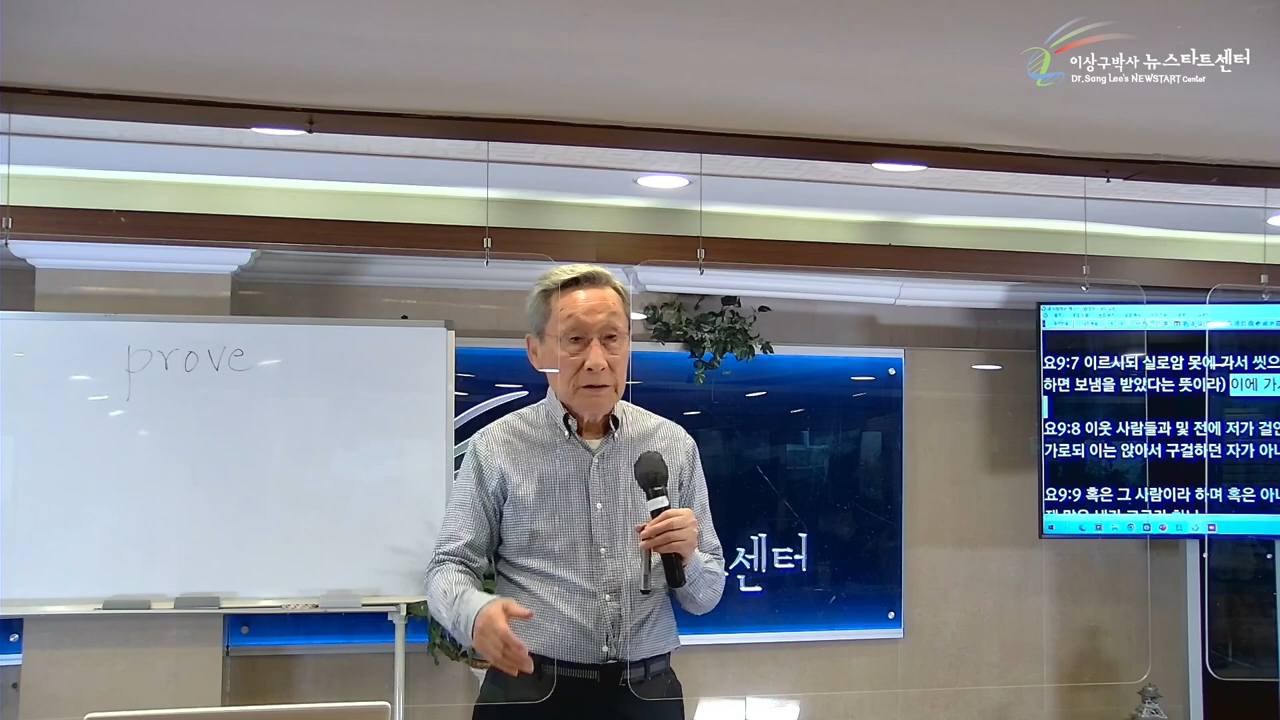 이상구박사 뉴스타트센터
Dr. Sang Lee's NEWSTART Center
prove
센터
요9:7 이르시되 실로암 못에 가서 씻으
하면 보냄을 받았다는 뜻이라) 이에 가
요9:8 이웃 사람들과 및 전에 저가 걸인
가로되 이는 앉아서 구걸하던 자가 아니
요9:9 혹은 그 사람이라 하며 혹은 아니